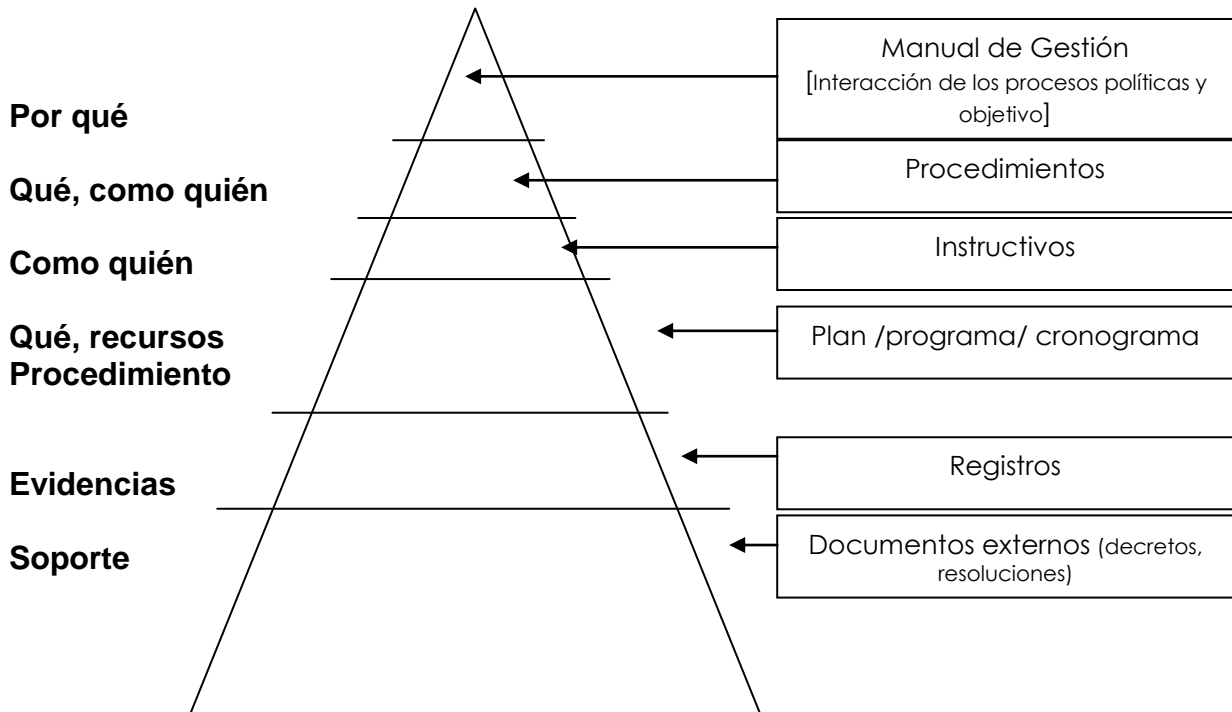 Manual de Gestión
[Interacción de los procesos políticas y
objetivo]
Por qué
Procedimientos
Qué, como quién
Instructivos
Como quién
Plan /programa/ cronograma
Qué, recursos
Procedimiento
Registros
Evidencias
Documentos externos (decretos,
resoluciones)
Soporte